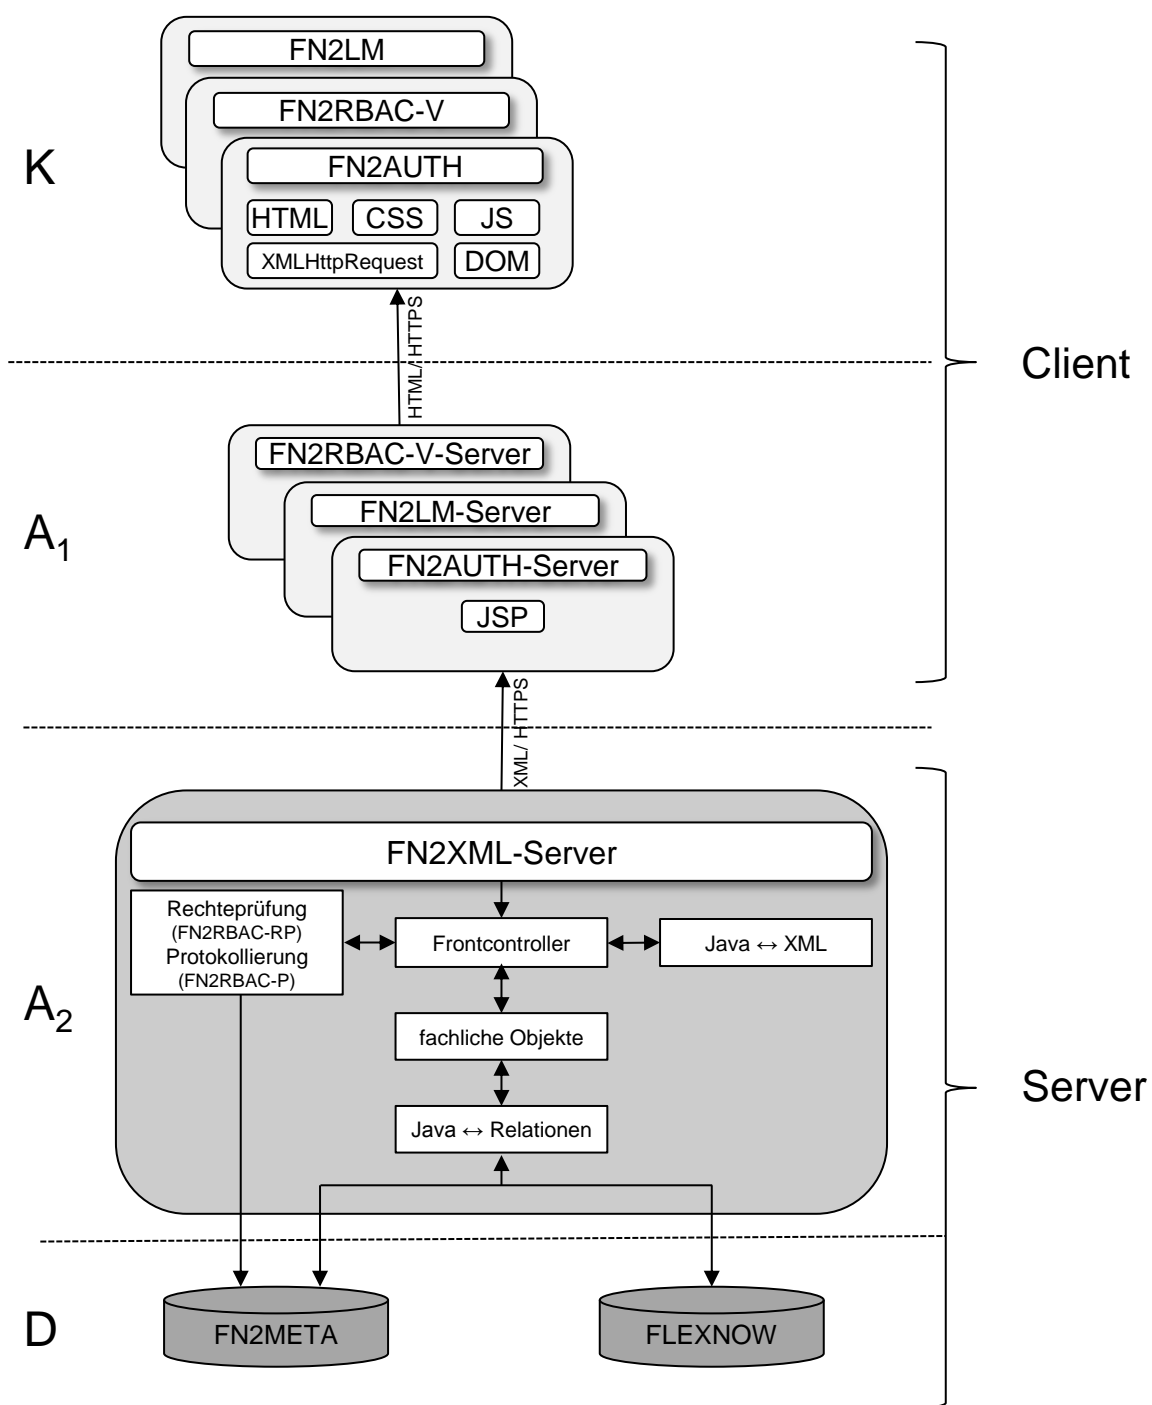 FN2LM
FN2RBAC-V
K
FN2AUTH
HTML
CSS
JS
XMLHttpRequest
DOM
HTML/ HTTPS
Client
FN2RBAC-V-Server
FN2LM-Server
A1
FN2AUTH-Server
JSP
XML/ HTTPS
FN2XML-Server
Rechteprüfung
(FN2RBAC-RP)
Protokollierung
(FN2RBAC-P)
Frontcontroller
Java ↔ XML
A2
fachliche Objekte
Server
Java ↔ Relationen
D
FN2META
FLEXNOW